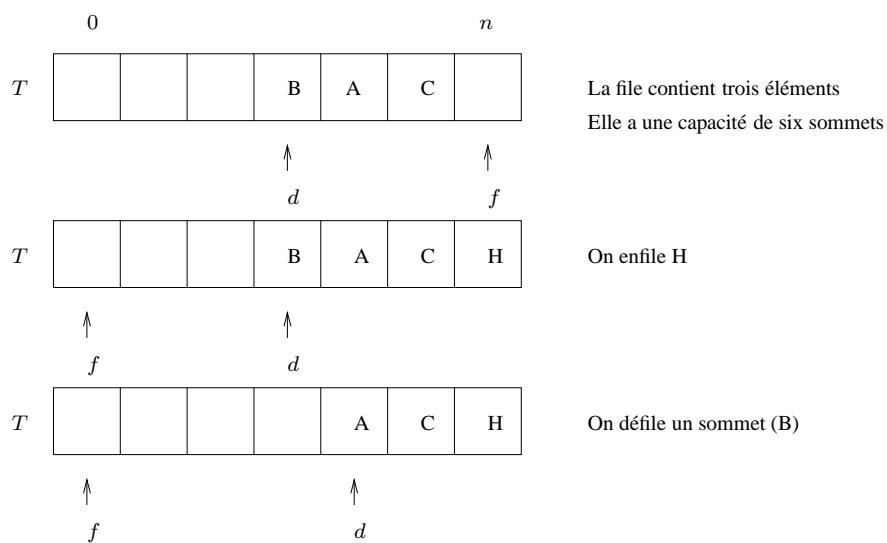 0 n
T B A C La file contient trois éléments
Elle a une capacité de six sommets
d f
T B A C H On enfile H
f d
T A C H On défile un sommet (B)
f d